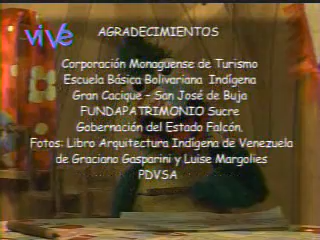 vive
AGRADECIMIENTOS
Corporación Monaguense de Turismo
Escuela Básica Bolivariana Indígena
Gran Cacique - San José de Buja
FUNDAPATRIMONIO Sucre
Gobernación del Estado Falcón.
Fotos: Libro Arquitectura Indígena de Venezuela
de Graciano Gasparini y Luise Margolies
PDVSA